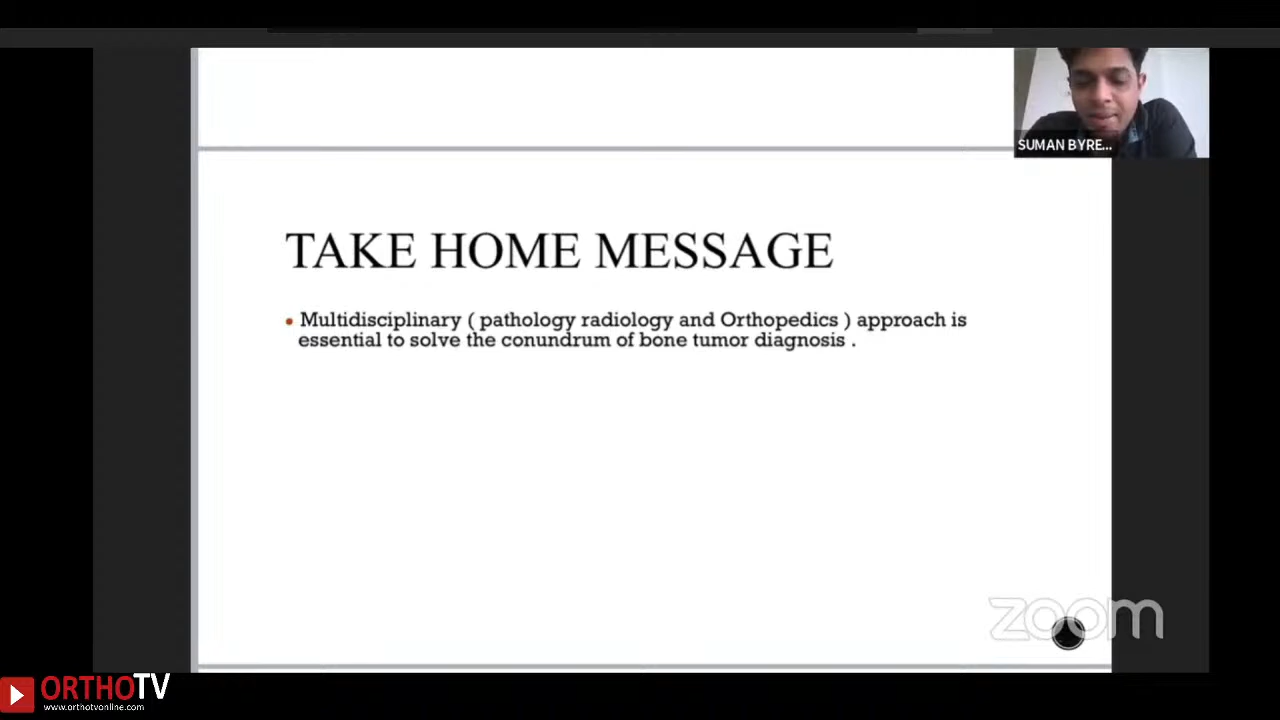 SUMAN BYRE...
TAKE HOME MESSAGE
• Multidisciplinary ( pathology radiology and Orthopedics ) approach is
essential to solve the conundrum of bone tumor diagnosis .
zoom
ORTHOTV
www.orthotvonline.com